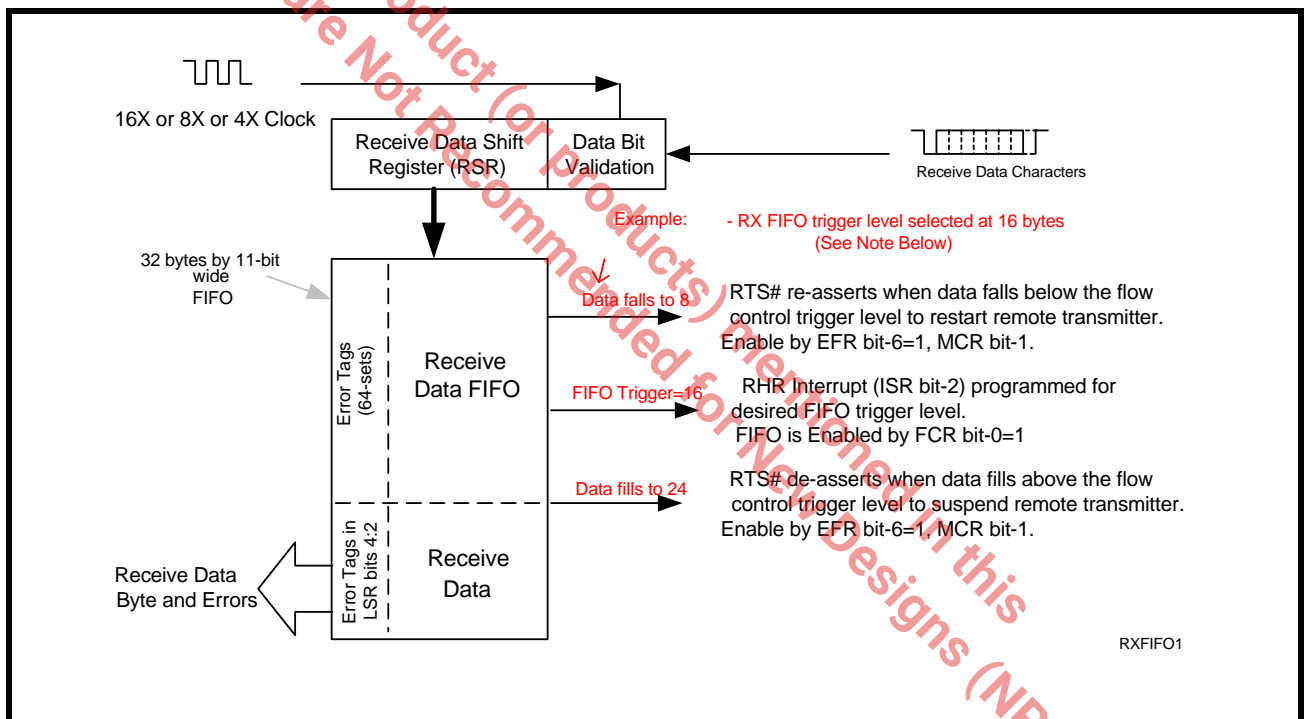 16X or 8X or 4X Clock
Receive Data Shift
Register (RSR)
Data Bit
Validation
Receive Data Characters
Example:
- RX FIFO trigger level selected at 16 bytes
(See Note Below)
32 bytes by 11-bit
wide
FIFO
Error Tags
(64-sets)
Receive
Data FIFO
Data falls to 8
RTS# re-asserts when data falls below the flow
control trigger level to restart remote transmitter.
Enable by EFR bit-6=1, MCR bit-1.
FIFO Trigger=16
RHR Interrupt (ISR bit-2) programmed for
desired FIFO trigger level.
FIFO is Enabled by FCR bit-0=1
Data fills to 24
RTS# de-asserts when data fills above the flow
control trigger level to suspend remote transmitter.
Enable by EFR bit-6=1, MCR bit-1.
Error Tags in
LSR bits 4:2
Receive
Data
Receive Data
Byte and Errors
RXFIFO1
product (or products) mentioned in this
are Not Recommended for New Designs